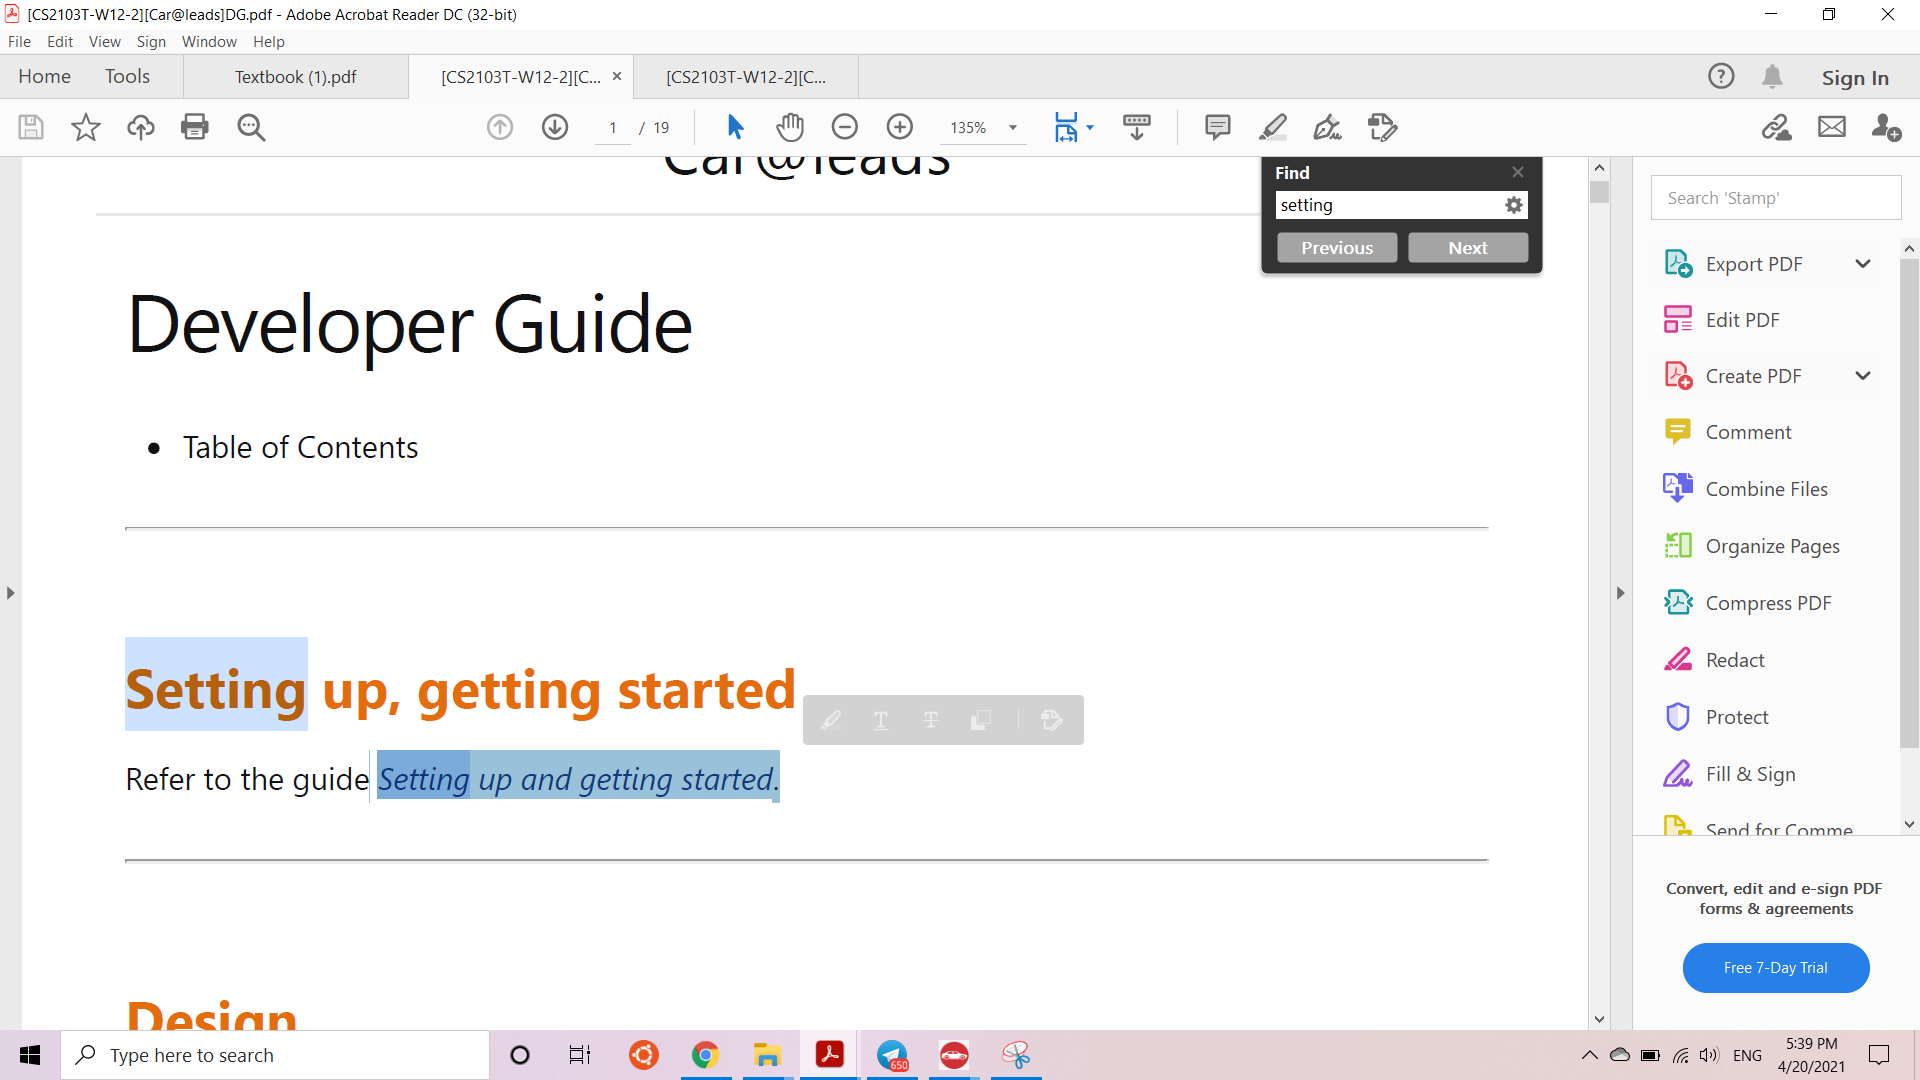 [CS2103T-W12-2][Car@leads]DG.pdf - Adobe Acrobat Reader DC (32-bit)
File Edit View Sign Window Help
Home Tools Textbook (1).pdf [CS2103T-W12-2][C... × [CS2103T-W12-2][C... Sign In
1 / 19 135%
Car@leads
Find
setting
Previous Next
Developer Guide
• Table of Contents
Setting up, getting started
Refer to the guide Setting up and getting started.
Design
Search 'Stamp'
Export PDF
Edit PDF
Create PDF
Comment
Combine Files
Organize Pages
Compress PDF
Redact
Protect
Fill & Sign
Send for Comme
Convert, edit and e-sign PDF
forms & agreements
Free 7-Day Trial
Type here to search
650
ENG
5:39 PM
4/20/2021